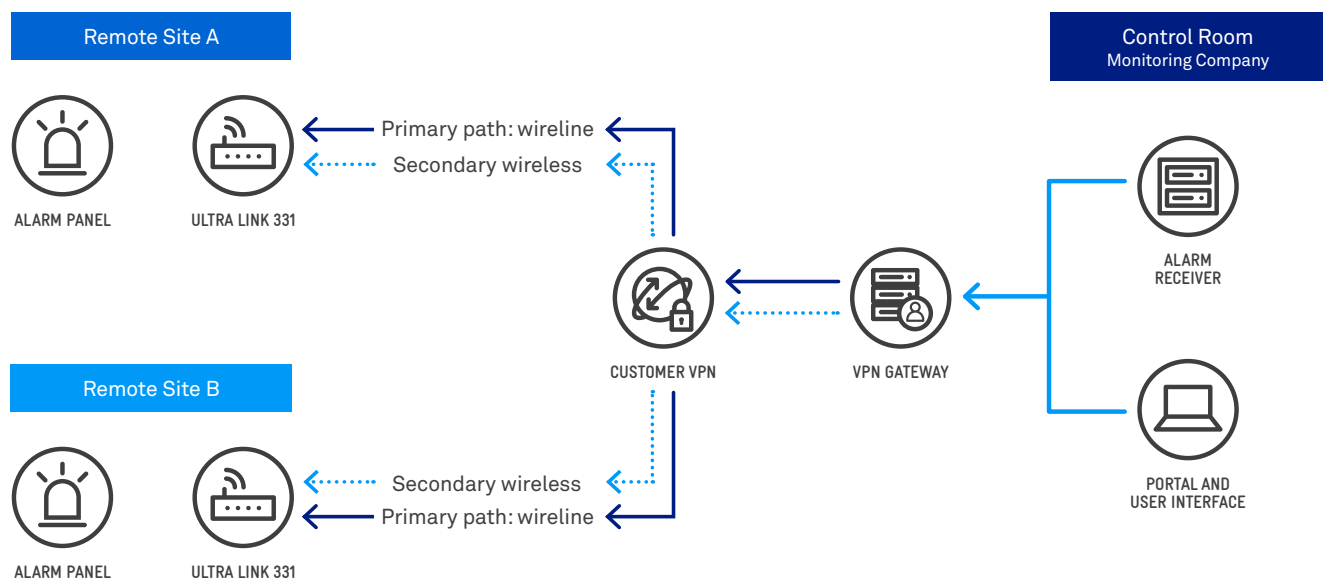 Remote Site A
Control Room
Monitoring Company
Primary path: wireline
Secondary wireless
ALARM PANEL
ULTRA LINK 331
ALARM
RECEIVER
CUSTOMER VPN
VPN GATEWAY
Remote Site B
Secondary wireless
Primary path: wireline
PORTAL AND
USER INTERFACE
ALARM PANEL
ULTRA LINK 331